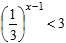 (1/3)^(x−1) < 3